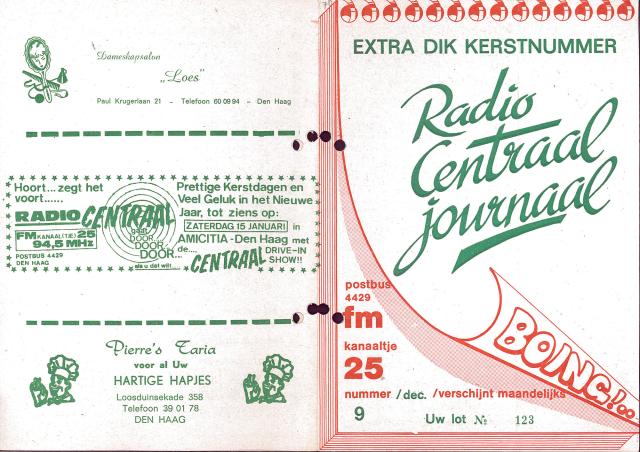 Dameskapsalon
„Loes"
Paul Krugerlaan 21 - Telefoon 60 09 94 - Den Haag
Hoort...zegt het
voort......
RADIO CENTRAAL
FM KANAAL(TJE) 25
94,5 MHz
POSTBUS 4429
DEN HAAG
gaat
DOOR...
DOOR...
DOOR...
als u dat wilt.....
Prettige Kerstdagen en
Veel Geluk in het Nieuwe
Jaar, tot ziens op:
ZATERDAG 15 JANUARI in
AMICITIA -Den Haag met
de.... CENTRAAL DRIVE-IN
SHOW!!
Pierre's Taria
voor al Uw
HARTIGE HAPJES
Loosduinsekade 358
Telefoon 39 01 78
DEN HAAG
EXTRA DIK KERSTNUMMER
Radio
Centraal
journaal
postbus
4429
fm
kanaaltje
25
BOING!..
nummer /dec. /verschijnt maandelijks
9 Uw lot № 123